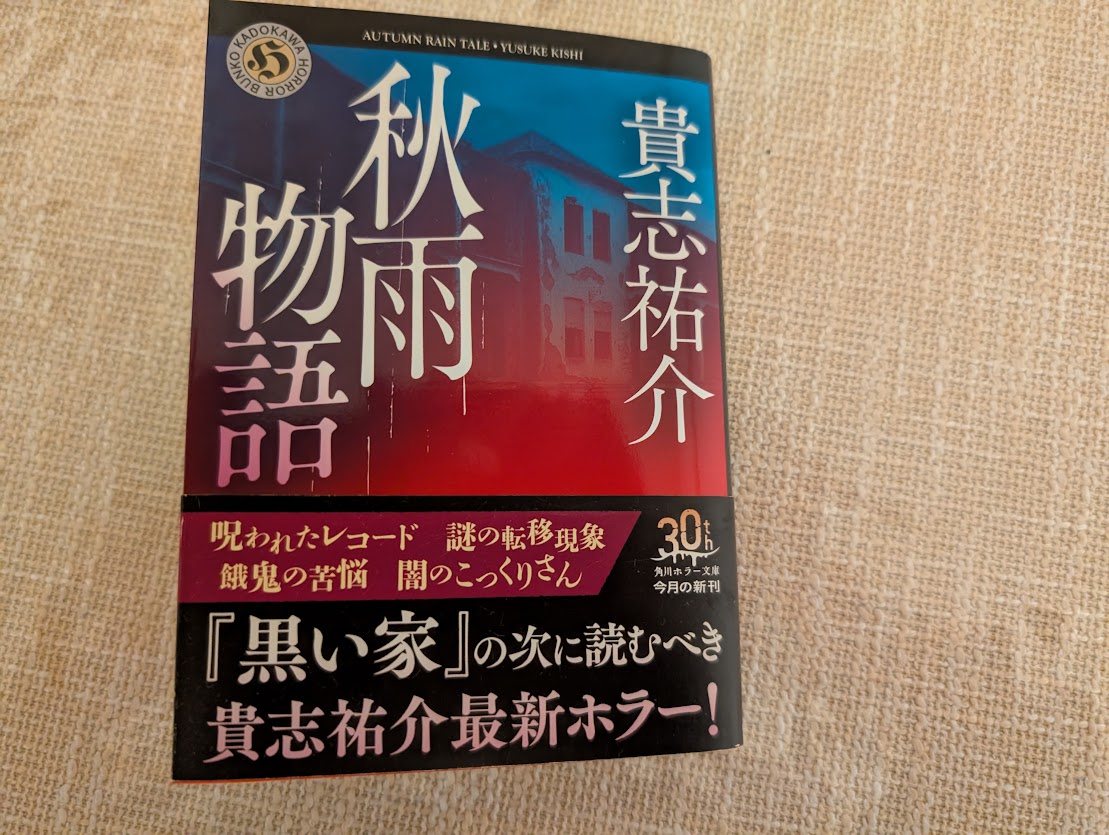 AUTUMN RAIN TALE・YUSUKE KISHI
BUNKO KADOKAWA HORROR
H
貴志祐介
秋雨
物語
呪われたレコード 謎の転移現象
餓鬼の苦悩 闇のこっくりさん
30th
角川ホラー文庫
今月の新刊
『黒い家』の次に読むべき
貴志祐介最新ホラー!